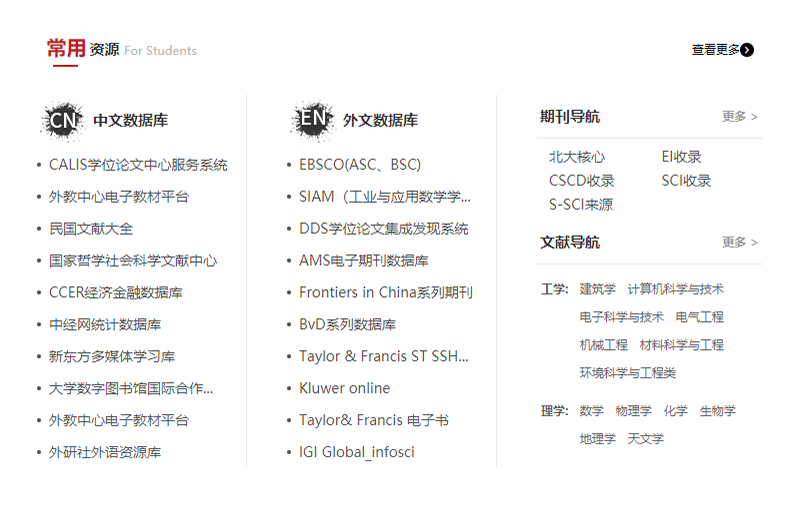 常用 资源 For Students
查看更多
CN 中文数据库
CALIS学位论文中心服务系统
外教中心电子教材平台
民国文献大全
国家哲学社会科学文献中心
CCER经济金融数据库
中经网统计数据库
新东方多媒体学习库
大学数字图书馆国际合作...
外教中心电子教材平台
外研社外语资源库
EN 外文数据库
EBSCO(ASC、BSC)
SIAM（工业与应用数学学...
DDS学位论文集成发现系统
AMS电子期刊数据库
Frontiers in China系列期刊
BvD系列数据库
Taylor & Francis ST SSH...
Kluwer online
Taylor& Francis 电子书
IGI Global_infosci
期刊导航 更多 >
北大核心 EI收录
CSCD收录 SCI收录
S-SCI来源
文献导航 更多 >
工学: 建筑学 计算机科学与技术
电子科学与技术 电气工程
机械工程 材料科学与工程
环境科学与工程类
理学: 数学 物理学 化学 生物学
地理学 天文学